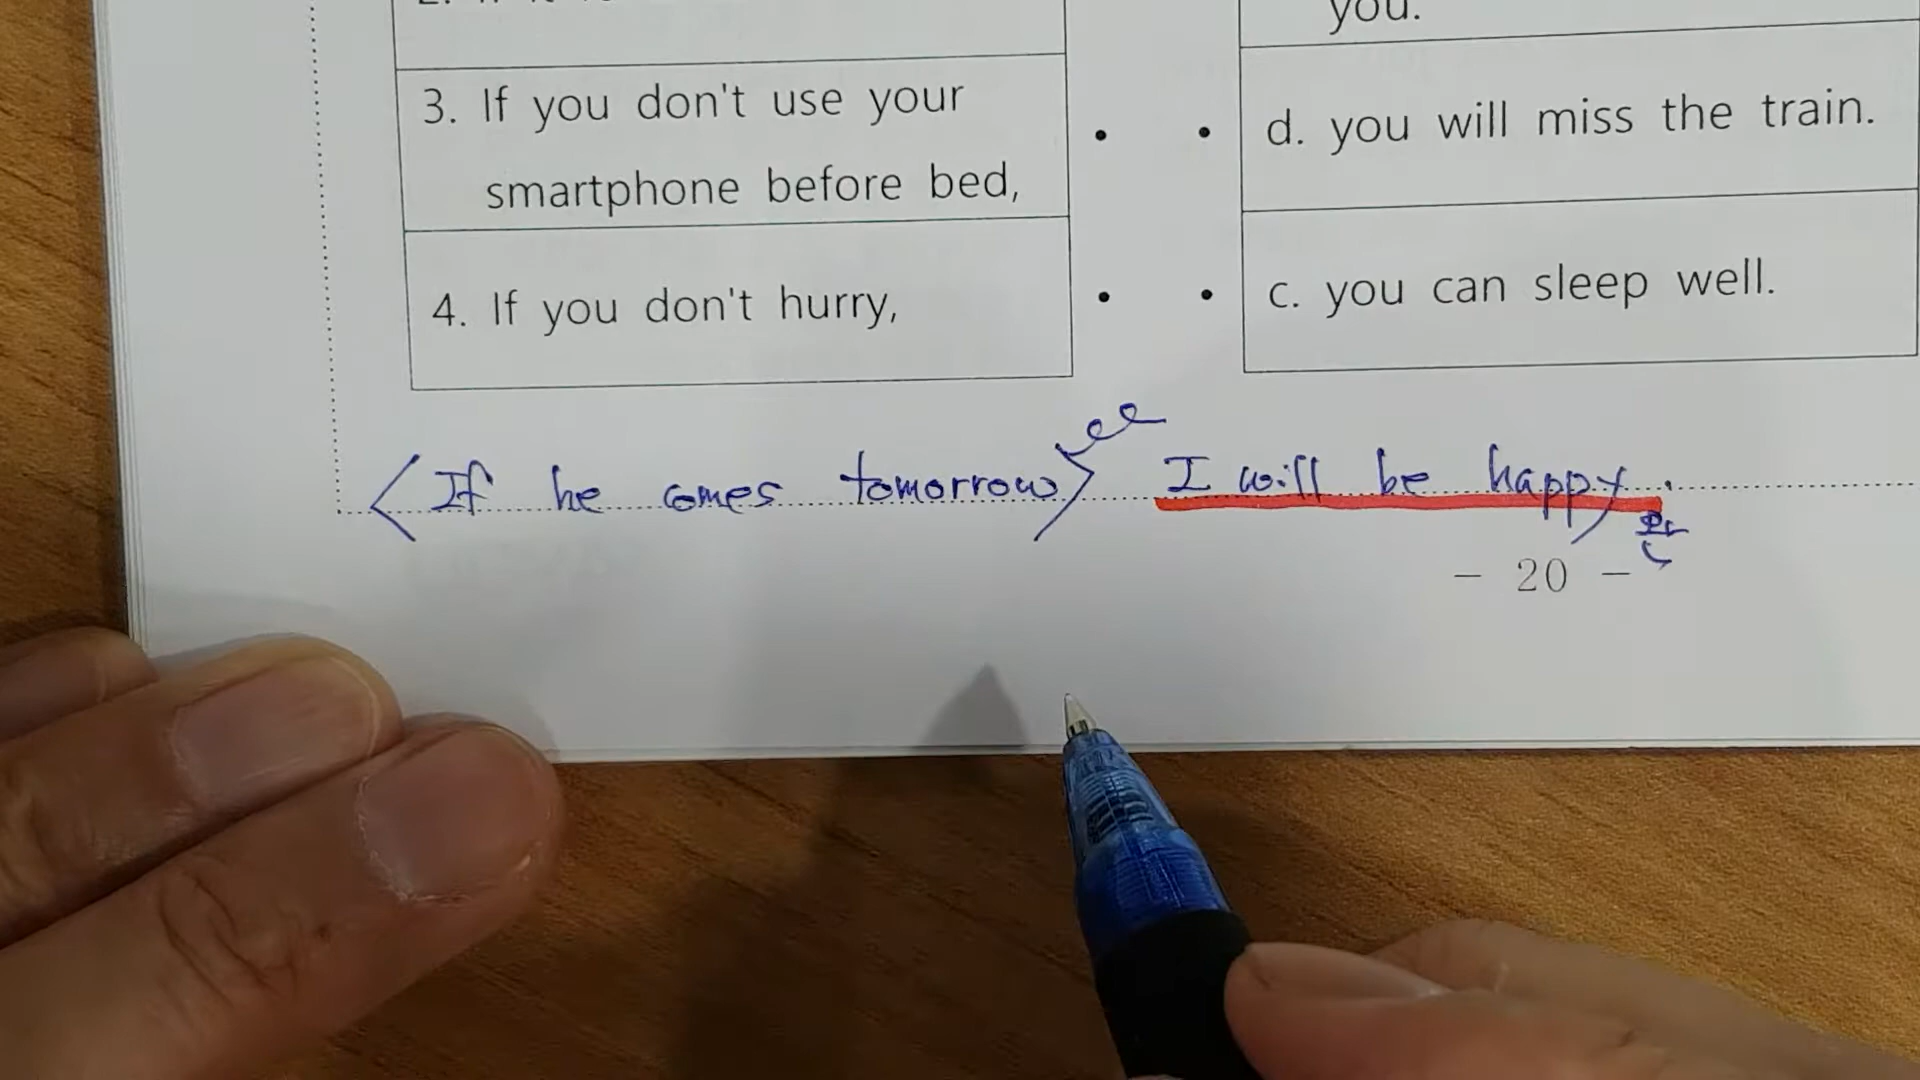 you.
3. If you don't use your
smartphone before bed,
d. you will miss the train.
4. If you don't hurry,
c. you can sleep well.
<If he comes tomorrow> I will be happy.
- 20 -